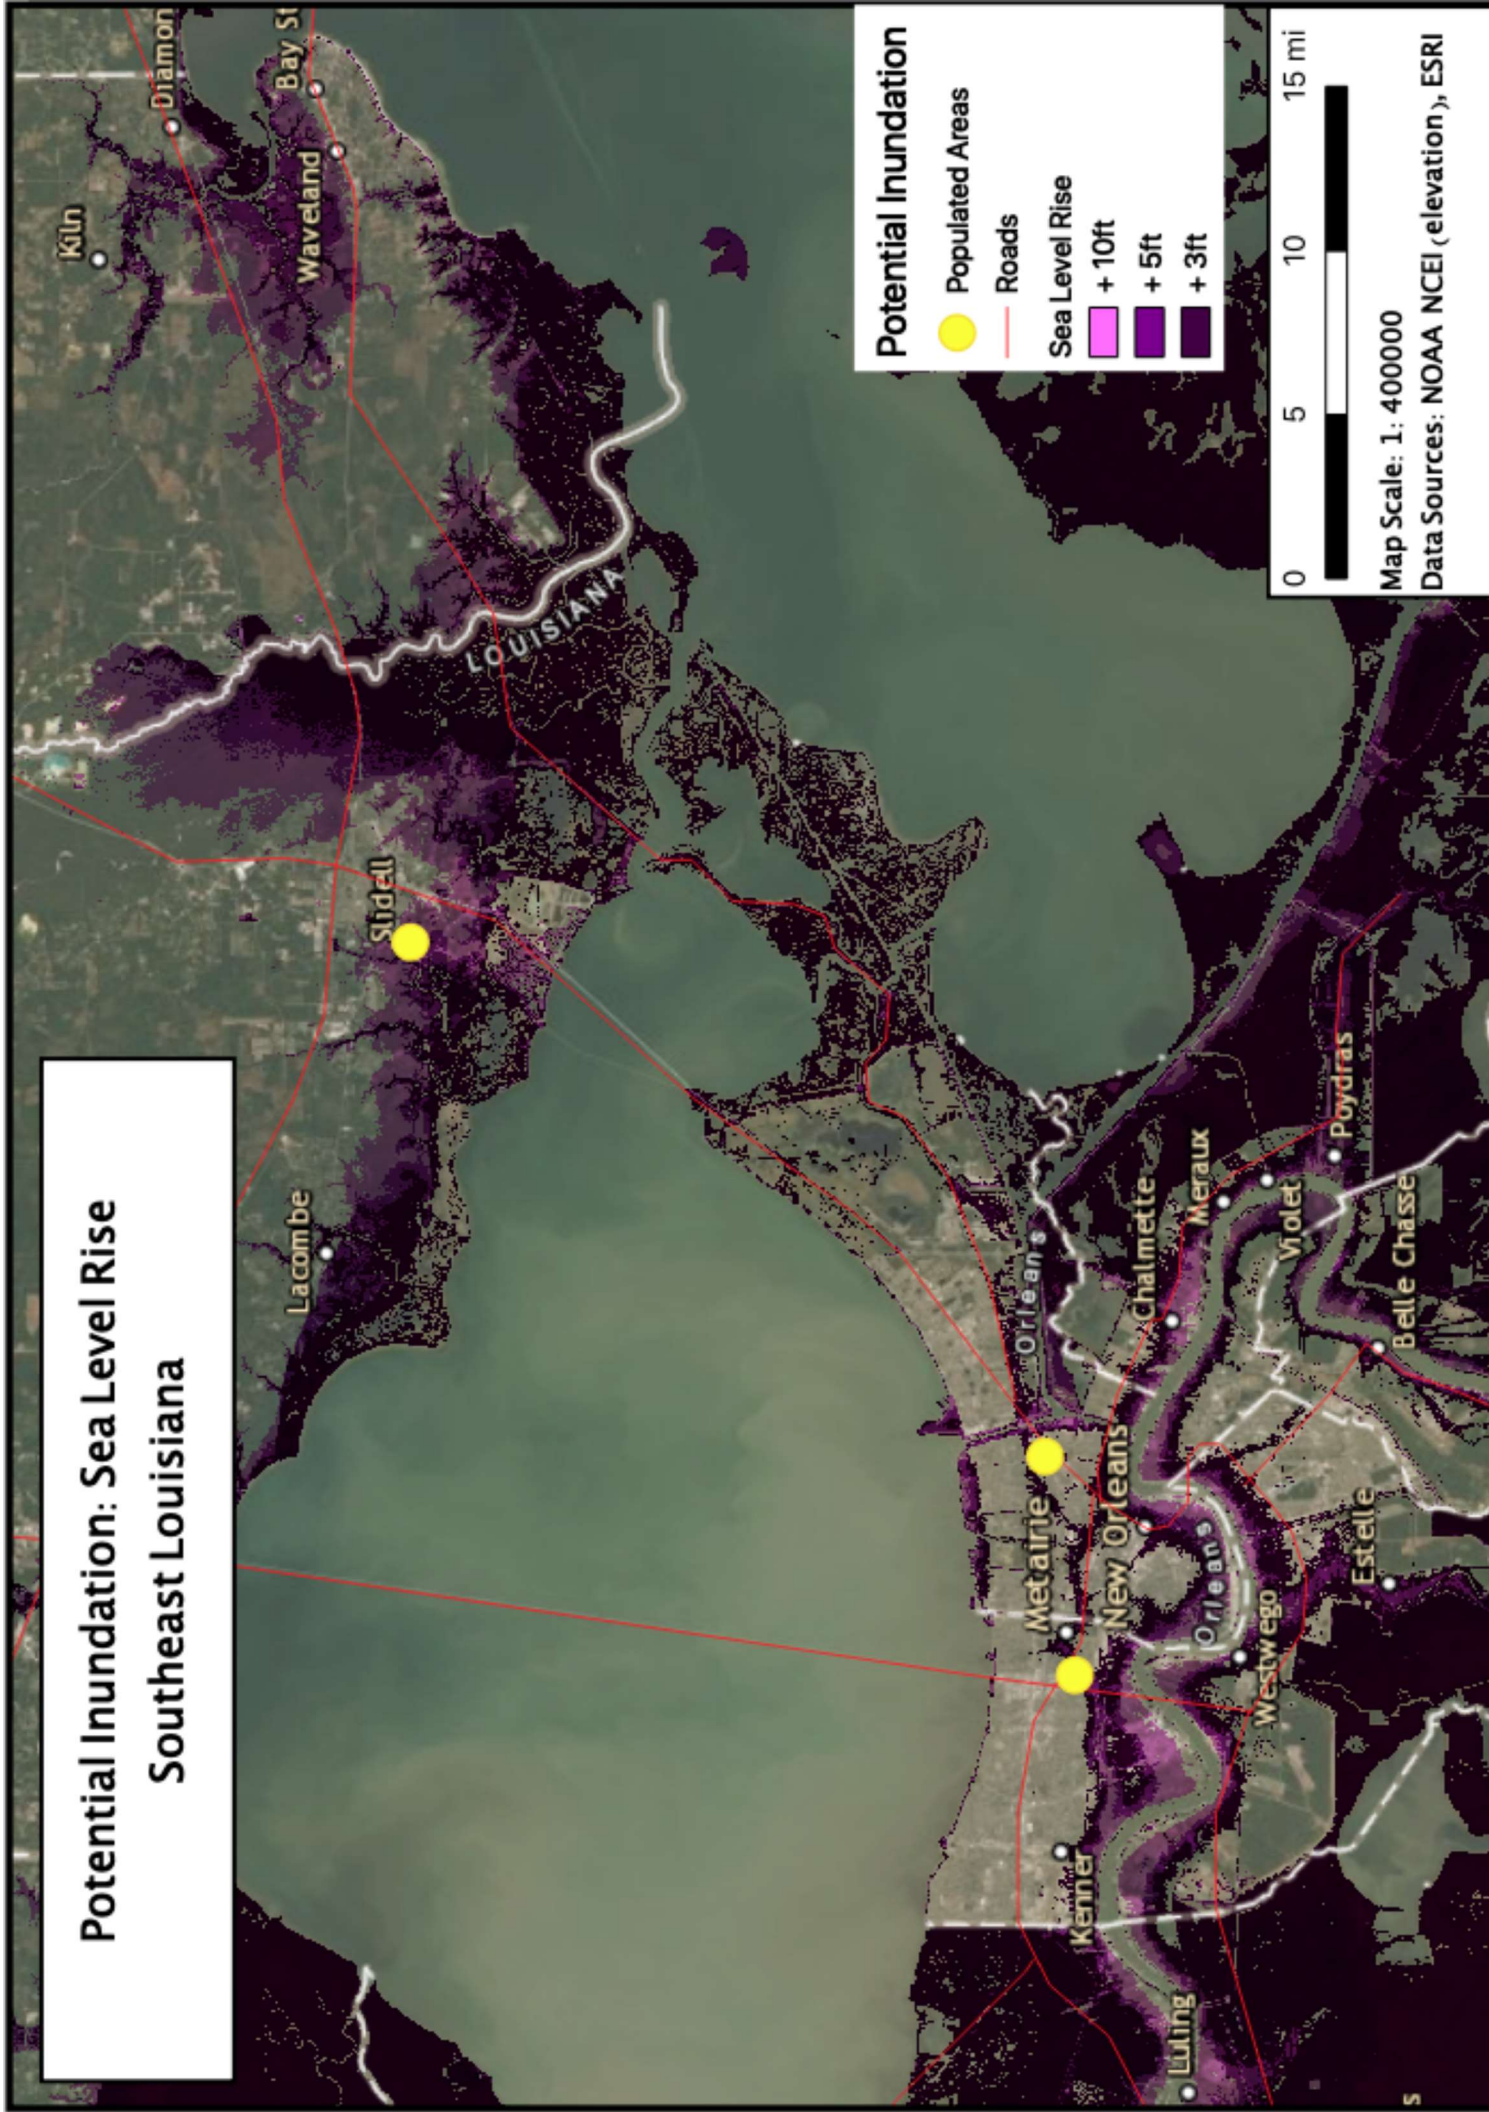 Potential Inundation: Sea Level Rise
Southeast Louisiana
Kiln
Diamon
Bay St
Waveland
LOUISIANA
Slidell
Lacombe
Orleans
Metairie
New Orleans
Kenner
Luling
Orleans
Westwego
Estelle
Chalmette
Meraux
Violet
Poydras
Belle Chasse
s
Potential Inundation
Populated Areas
Roads
Sea Level Rise
+ 10ft
+ 5ft
+ 3ft
0 5 10 15 mi
Map Scale: 1: 400000
Data Sources: NOAA NCEI (elevation), ESRI